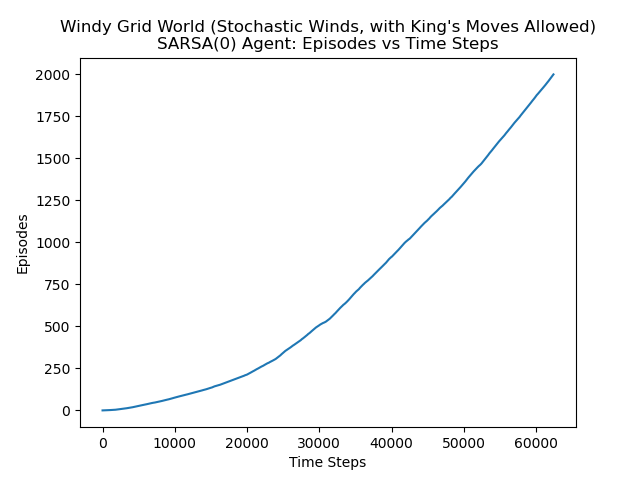 Windy Grid World (Stochastic Winds, with King's Moves Allowed)
SARSA(0) Agent: Episodes vs Time Steps
2000
1750
1500
1250
1000
750
500
250
0
Episodes
0 10000 20000 30000 40000 50000 60000
Time Steps